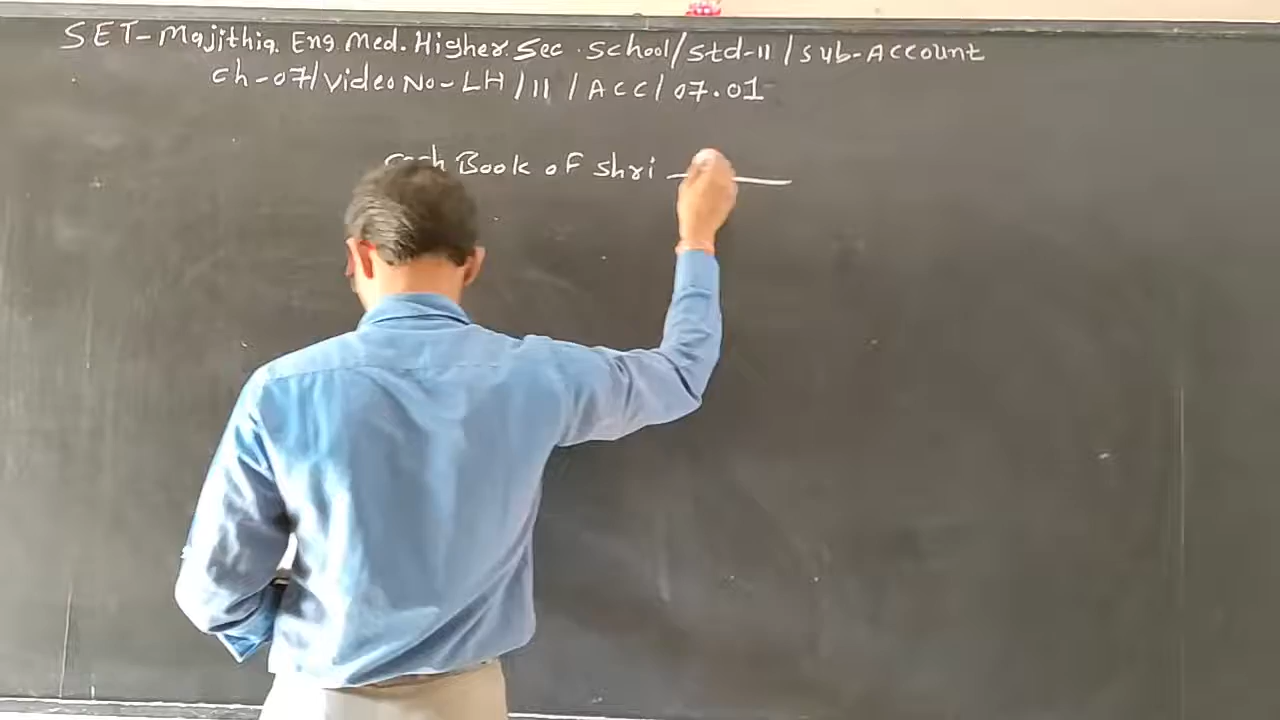 SET-Majithia Eng. Med. Higher. Sec. School/Std-11/Sub-Account
Ch-07/Video No-LH/11/ACC/07.01
Cash Book of Shri